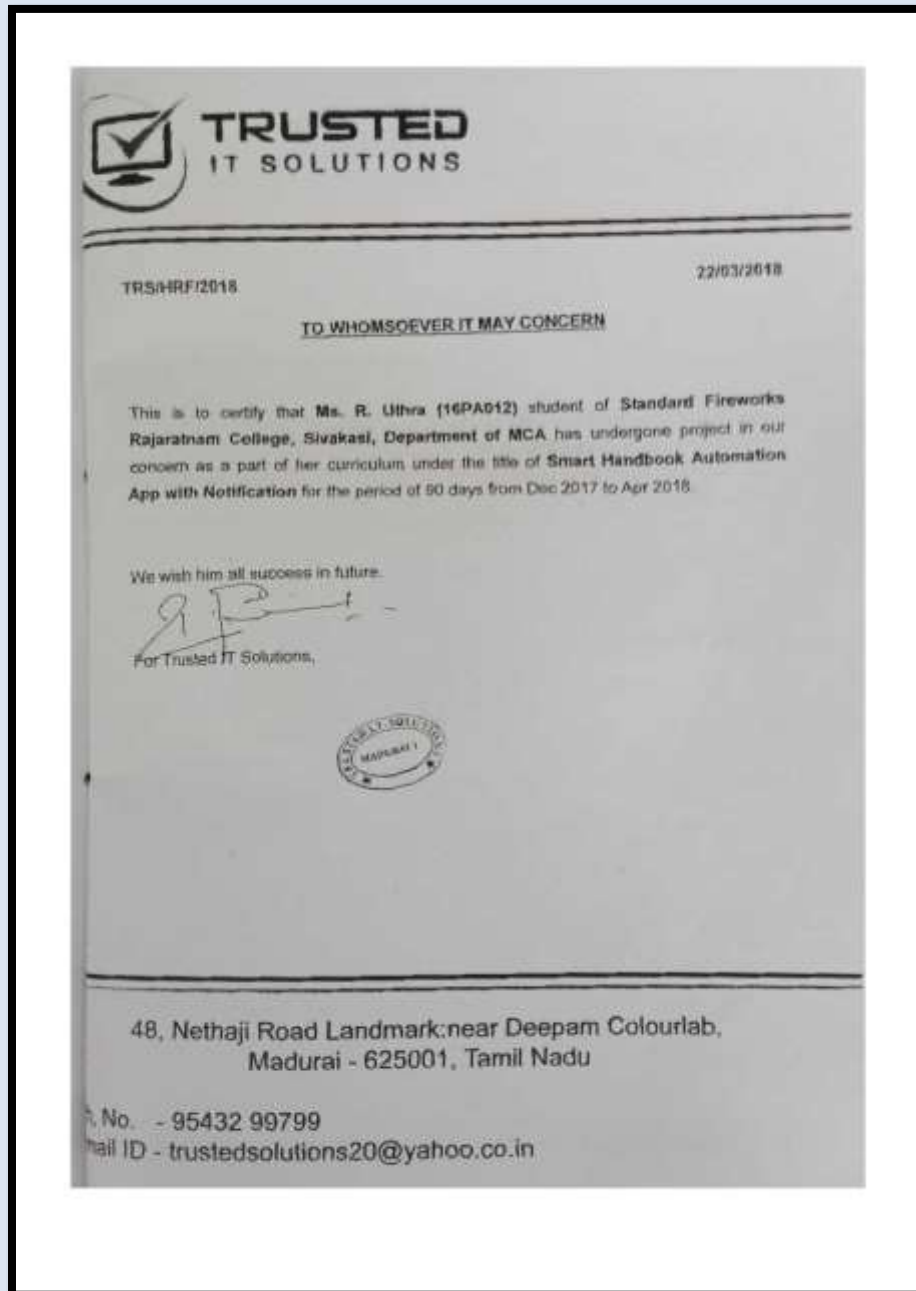 TRUSTED
IT SOLUTIONS
TRS/HRF/2018
22/03/2018
TO WHOMSOEVER IT MAY CONCERN
This is to certify that Ms. R. Uthra (16PA012) student of Standard Fireworks
Rajaratnam College, Sivakasi, Department of MCA has undergone project in our
concern as a part of her curriculum under the title of Smart Handbook Automation
App with Notification for the period of 90 days from Dec 2017 to Apr 2018.
We wish him all success in future.
For Trusted IT Solutions,
TRUSTED I.T SOLUTIONS
MADURAI 1
48, Nethaji Road Landmark:near Deepam Colourlab,
Madurai - 625001, Tamil Nadu
No. - 95432 99799
mail ID - trustedsolutions20@yahoo.co.in